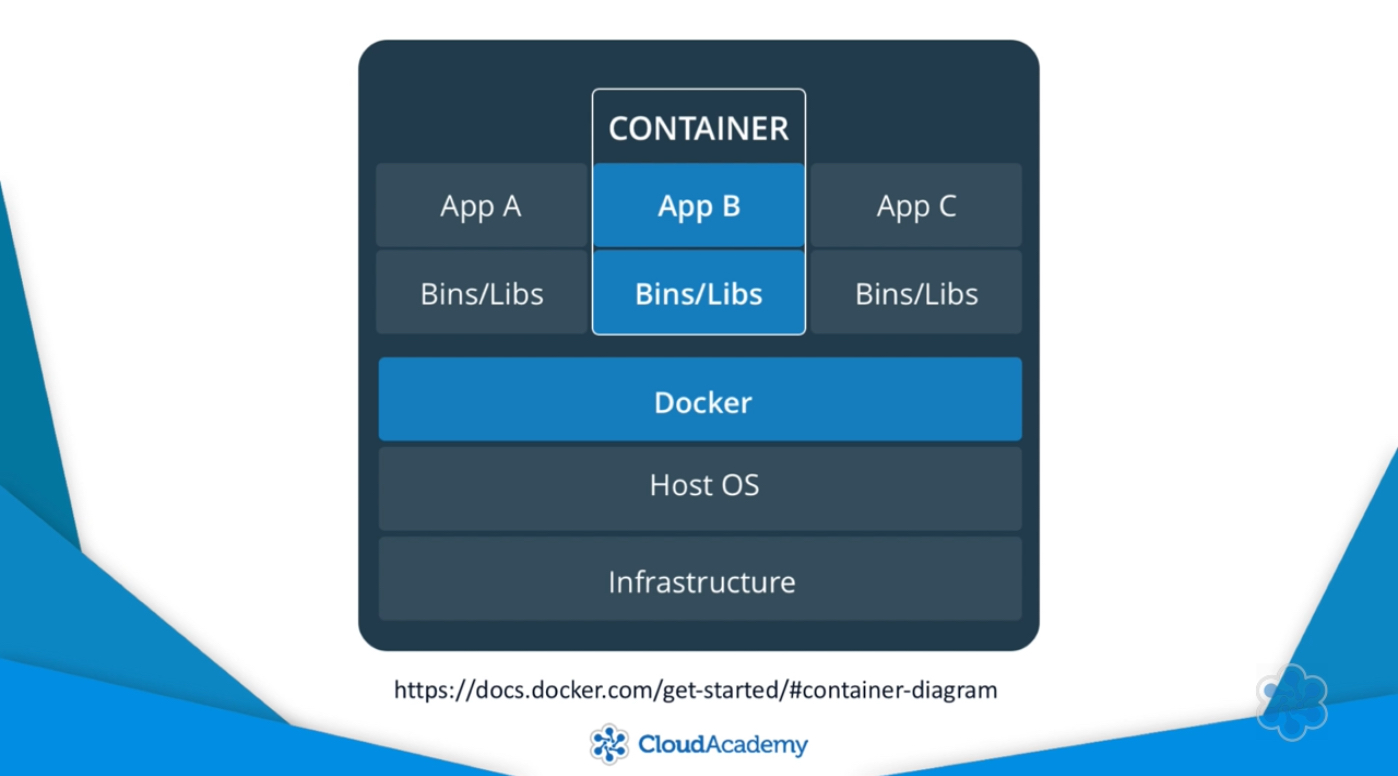 CONTAINER
App A
App B
App C
Bins/Libs
Bins/Libs
Bins/Libs
Docker
Host OS
Infrastructure
https://docs.docker.com/get-started/#container-diagram
CloudAcademy